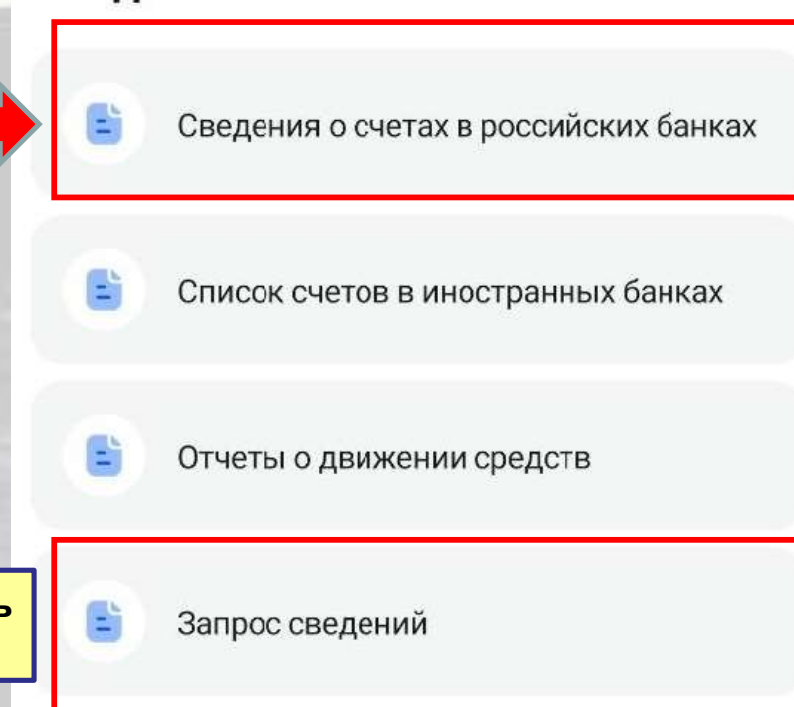 Сведения о счетах в российских банках
Список счетов в иностранных банках
Отчеты о движении средств
Запрос сведений